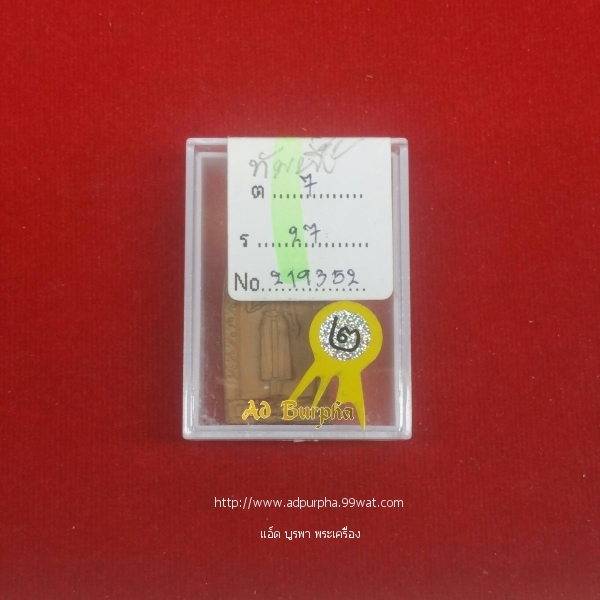 ต ....7..............
ร ......27..................
No.219352
๒
Ad Burpha
http://www.adpurpha.99wat.com
แอ็ด บูรพา พระเครื่อง